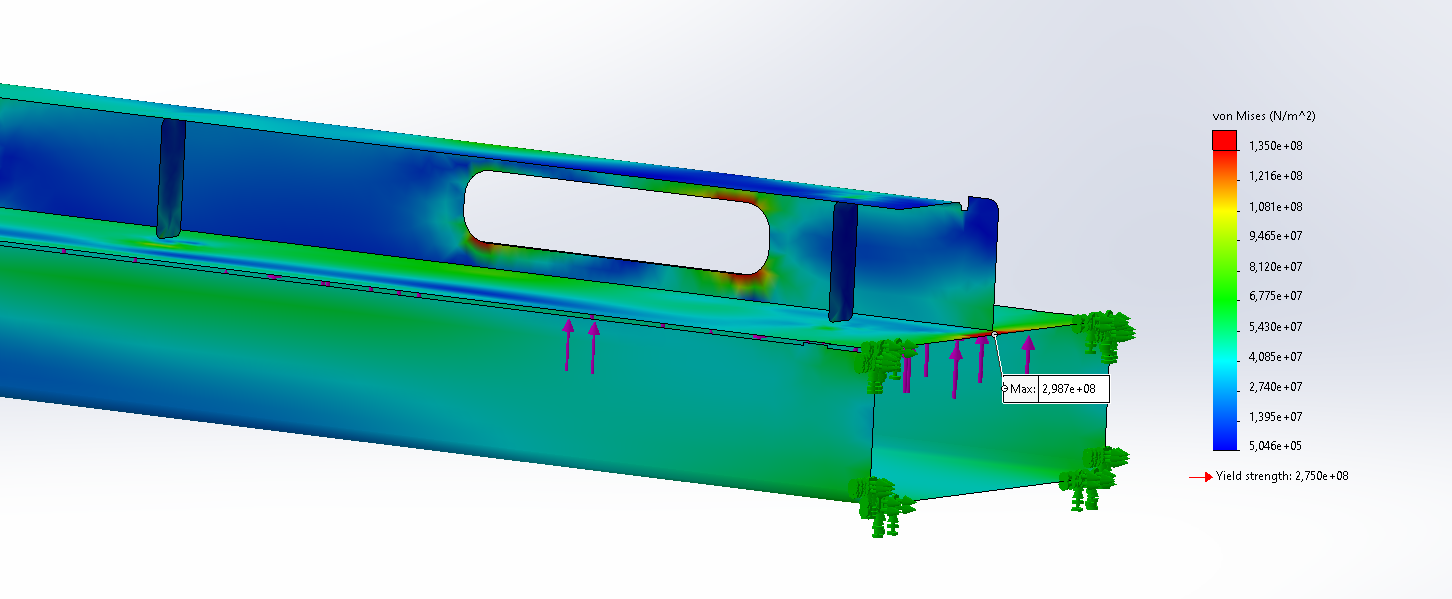 von Mises (N/m^2)
1,350e+08
1,216e+08
1,081e+08
9,465e+07
8,120e+07
6,775e+07
5,430e+07
4,085e+07
2,740e+07
1,395e+07
5,046e+05
Yield strength: 2,750e+08
Max: 2,987e+08